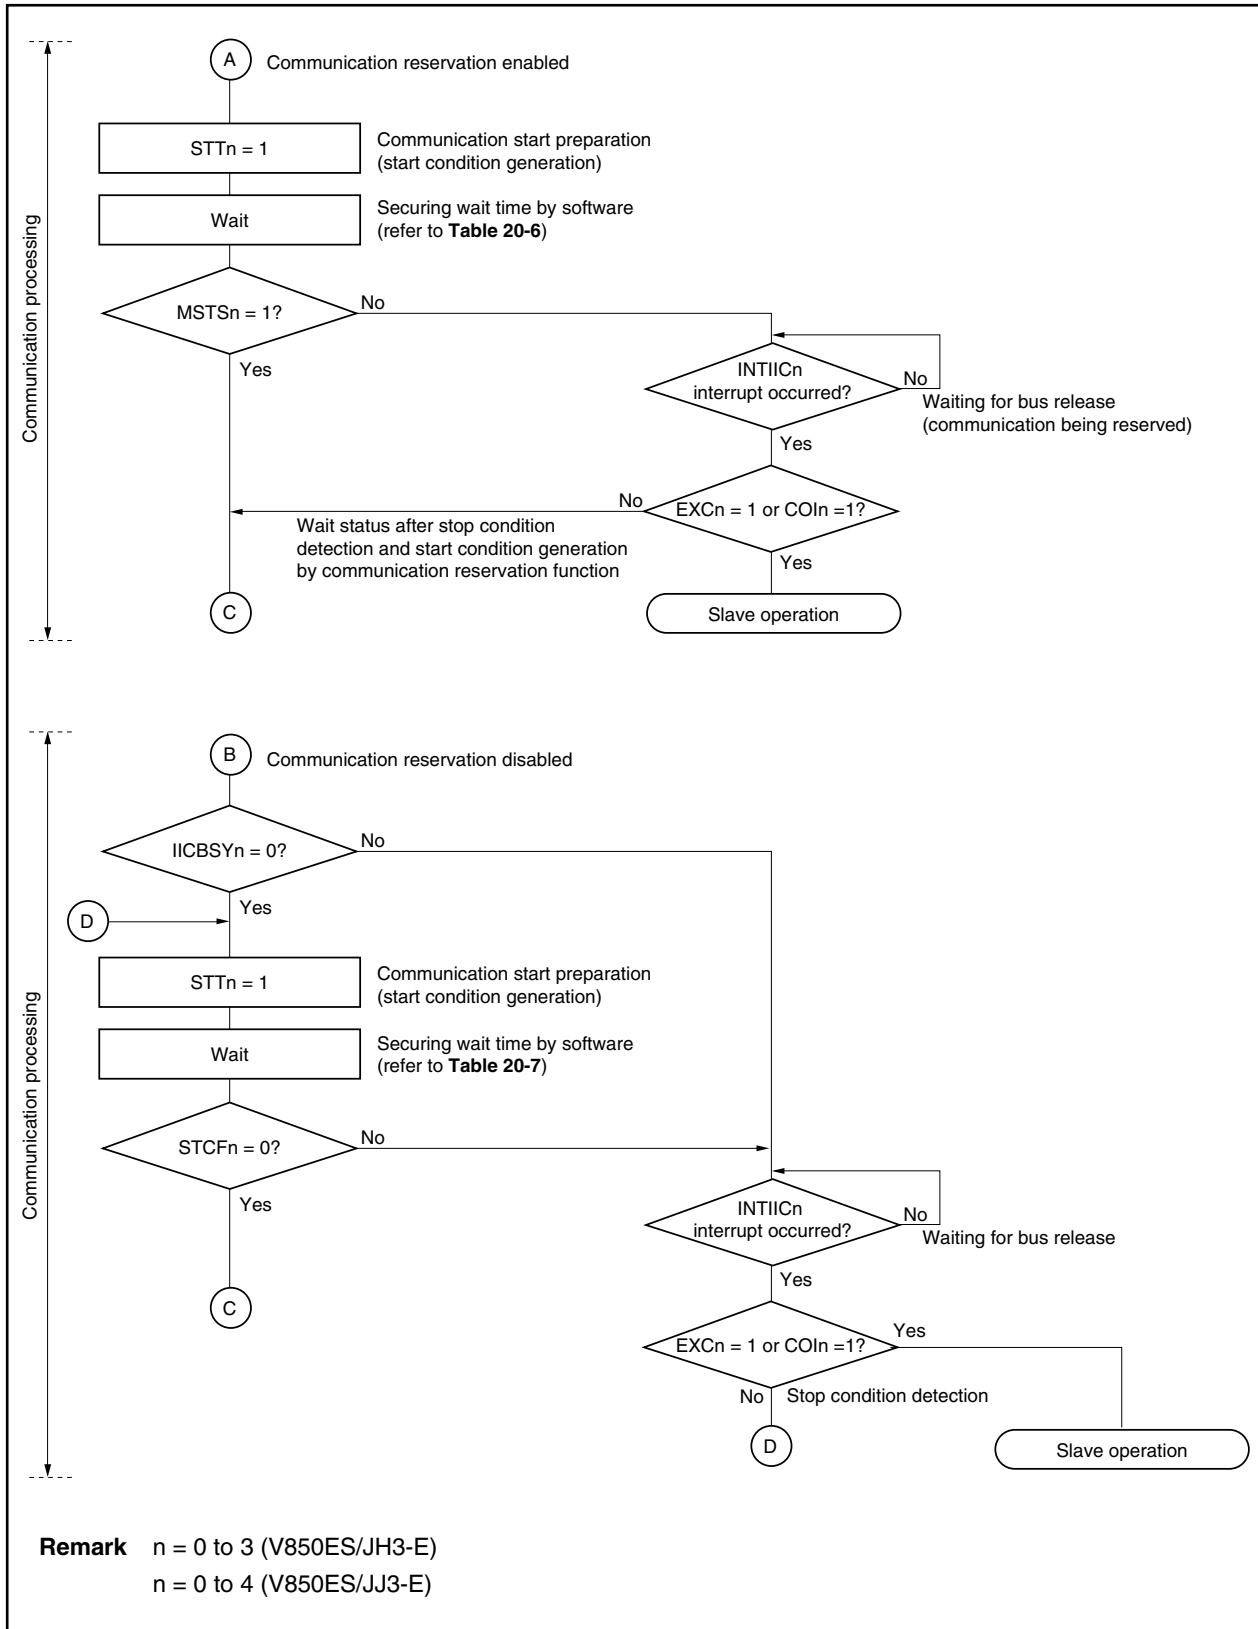 Communication processing
A
Communication reservation enabled
STTn = 1
Communication start preparation
(start condition generation)
Wait
Securing wait time by software
(refer to Table 20-6)
MSTSn = 1?
No
Yes
INTIICn
interrupt occurred?
No
Waiting for bus release
(communication being reserved)
Yes
EXCn = 1 or COIn =1?
No
Wait status after stop condition
detection and start condition generation
by communication reservation function
Yes
C
Slave operation
Communication processing
B
Communication reservation disabled
IICBSYn = 0?
No
Yes
D
STTn = 1
Communication start preparation
(start condition generation)
Wait
Securing wait time by software
(refer to Table 20-7)
STCFn = 0?
No
Yes
INTIICn
interrupt occurred?
No
Waiting for bus release
Yes
C
EXCn = 1 or COIn =1?
Yes
No
Stop condition detection
D
Slave operation
Remark n = 0 to 3 (V850ES/JH3-E)
n = 0 to 4 (V850ES/JJ3-E)